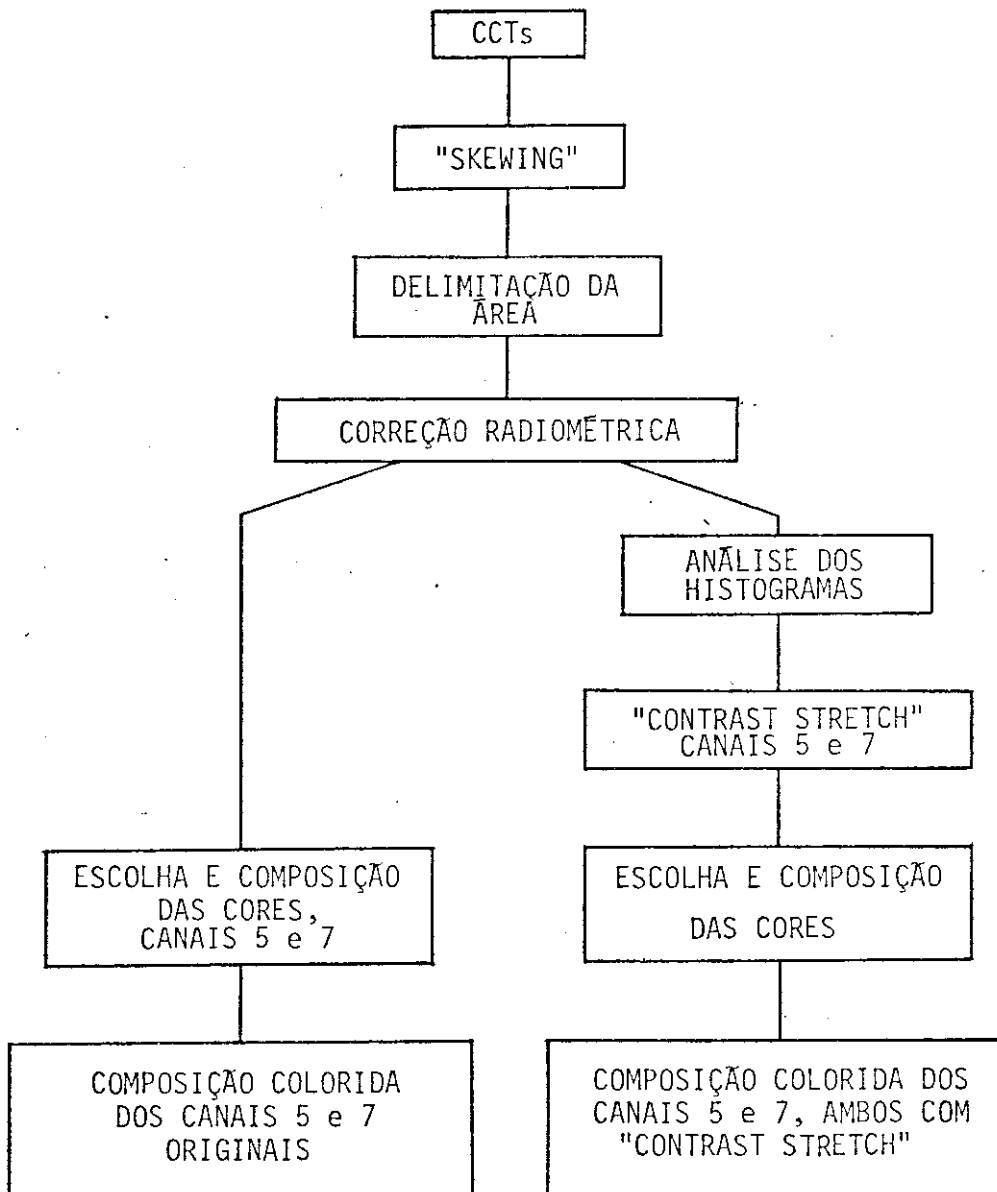 CCTs
"SKEWING"
DELIMITAÇÃO DA
ÁREA
CORREÇÃO RADIOMÉTRICA
ANÁLISE DOS
HISTOGRAMAS
"CONTRAST STRETCH"
CANAIS 5 e 7
ESCOLHA E COMPOSIÇÃO
DAS CORES,
CANAIS 5 e 7
ESCOLHA E COMPOSIÇÃO
DAS CORES
COMPOSIÇÃO COLORIDA
DOS CANAIS 5 e 7
ORIGINAIS
COMPOSIÇÃO COLORIDA DOS
CANAIS 5 e 7, AMBOS COM
"CONTRAST STRETCH"